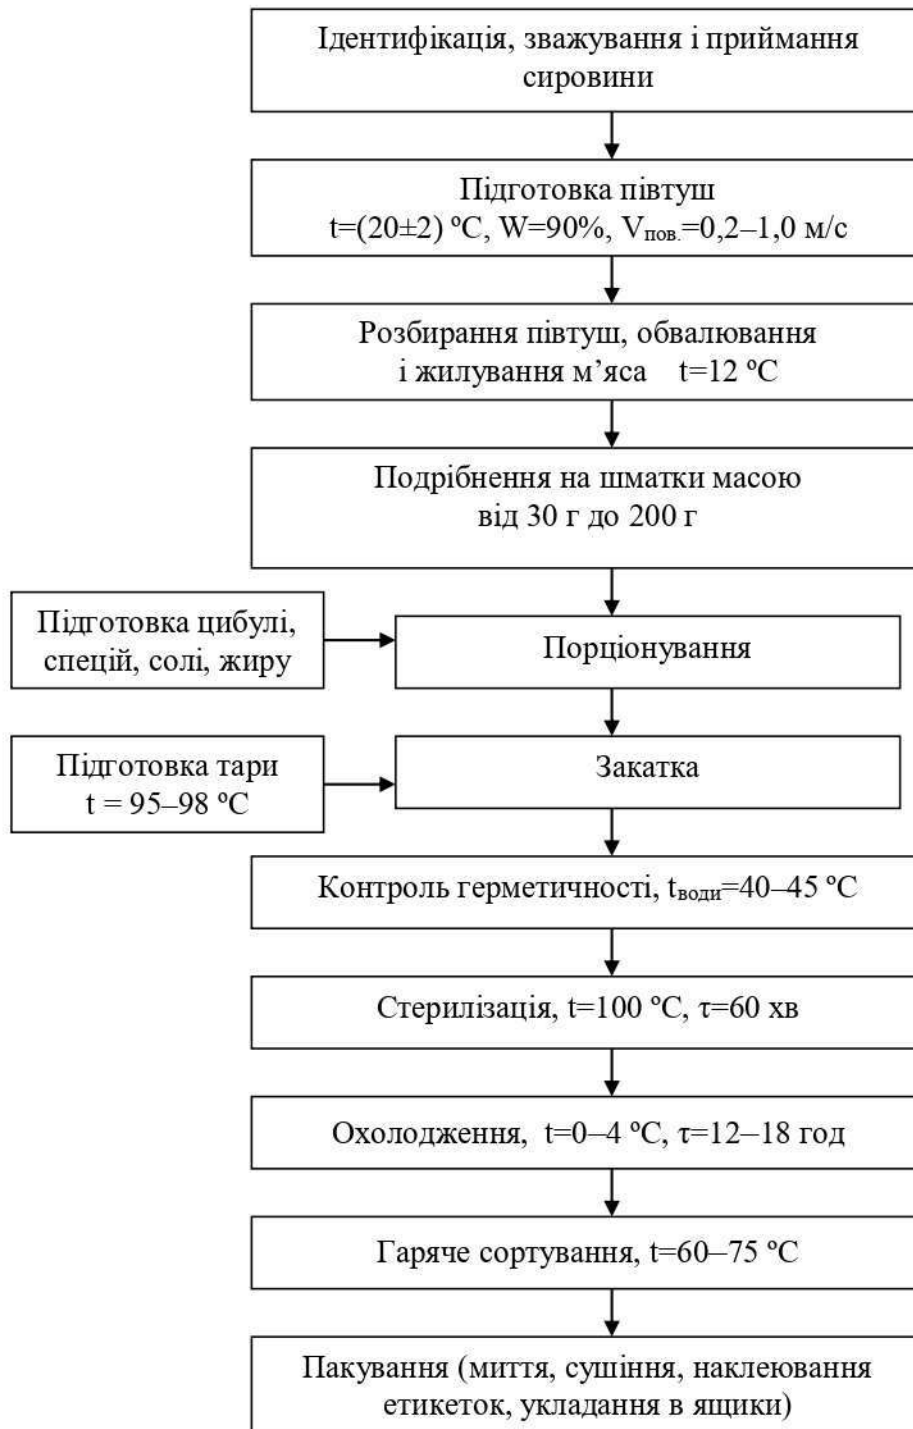 Ідентифікація, зважування і приймання
сировини
Підготовка півтуш
t=(20±2) ºС, W=90%, Vпов.=0,2–1,0 м/с
Розбирання півтуш, обвалювання
і жилування м’яса t=12 ºС
Подрібнення на шматки масою
від 30 г до 200 г
Підготовка цибулі,
спецій, солі, жиру
Порціонування
Підготовка тари
t = 95–98 ºС
Закатка
Контроль герметичності, tводи=40–45 ºС
Стерилізація, t=100 ºС, τ=60 хв
Охолодження, t=0–4 ºС, τ=12–18 год
Гаряче сортування, t=60–75 ºС
Пакування (миття, сушіння, наклеювання
етикеток, укладання в ящики)